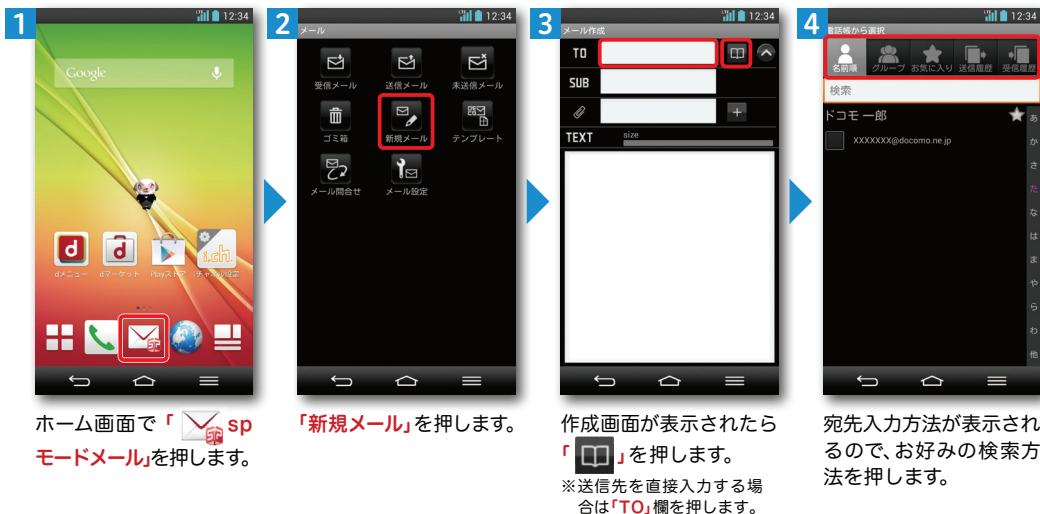 1
12:34
Google
dメニュー dマーケット Playストア iチャネル設定
ホーム画面で「 sp
モードメール」を押します。
2
12:34
メール
受信メール 送信メール 未送信メール
ゴミ箱 新規メール テンプレート
メール問合せ メール設定
「新規メール」を押します。
3
12:34
メール作成
TO
SUB
+
TEXT size
作成画面が表示されたら
「 」を押します。
※送信先を直接入力する場
合は「TO」欄を押します。
4
12:34
電話帳から選択
名前順 グループ お気に入り 送信履歴 受信履歴
検索
ドコモ 一郎
XXXXXXX@docomo.ne.jp
あ
か
さ
た
な
は
ま
や
ら
わ
他
宛先入力方法が表示され
るので、お好みの検索方
法を押します。